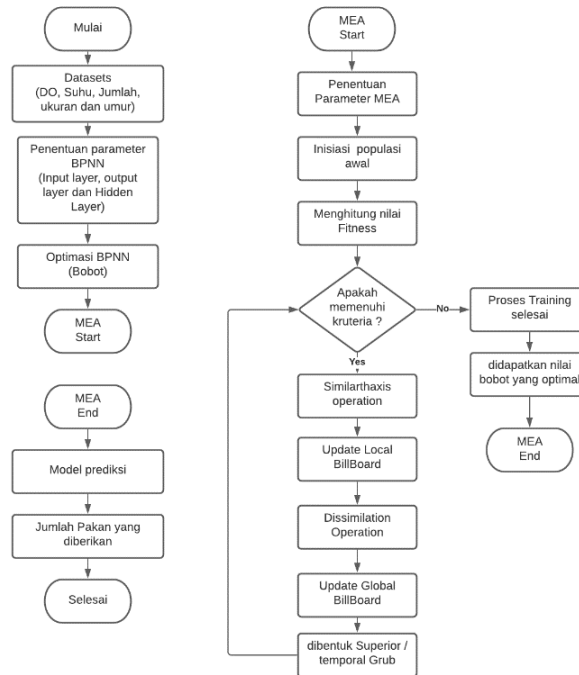 Mulai
Datasets
(DO, Suhu, Jumlah,
ukuran dan umur)
Penentuan parameter
BPNN
(Input layer, output
layer dan Hidden
Layer)
Optimasi BPNN
(Bobot)
MEA
Start
MEA
End
Model prediksi
Jumlah Pakan yang
diberikan
Selesai
MEA
Start
Penentuan
Parameter MEA
Inisiasi populasi
awal
Menghitung nilai
Fitness
Apakah
memenuhi
kruteria ?
No
Yes
Similarthaxis
operation
Update Local
BillBoard
Dissimilation
Operation
Update Global
BillBoard
dibentuk Superior /
temporal Grub
Proses Training
selesai
didapatkan nilai
bobot yang optimal
MEA
End